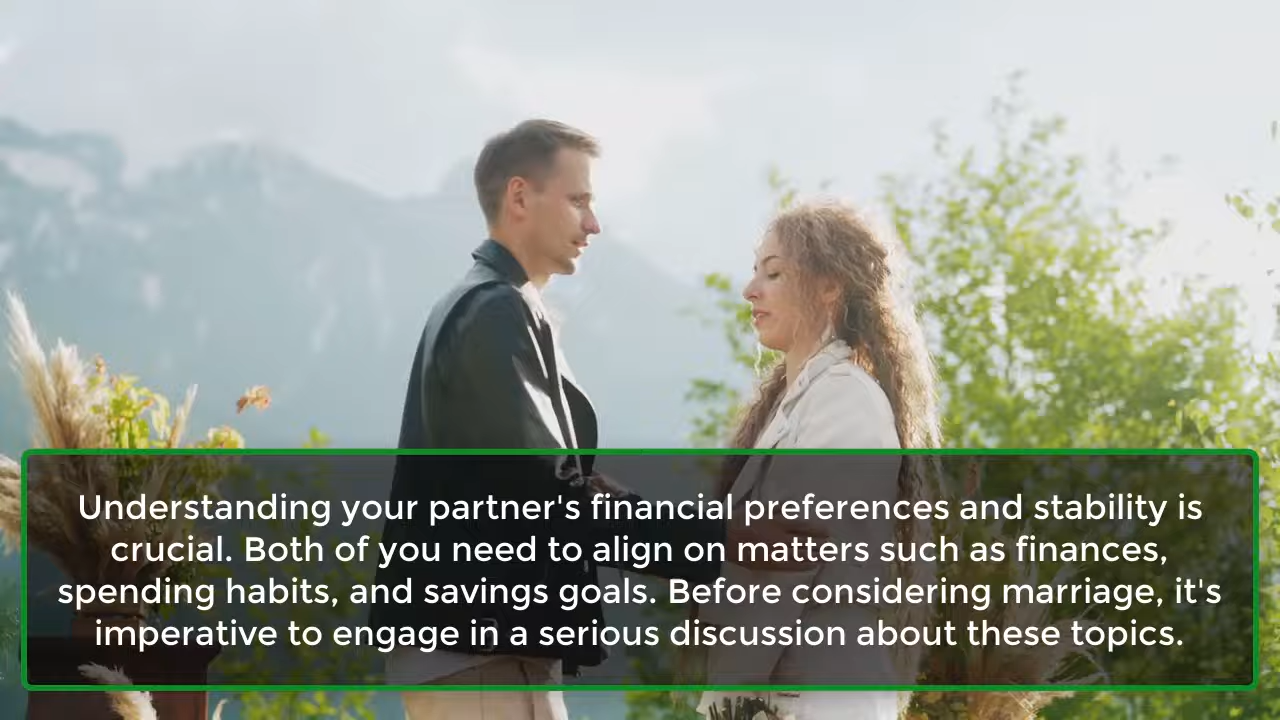 Understanding your partner's financial preferences and stability is
crucial. Both of you need to align on matters such as finances,
spending habits, and savings goals. Before considering marriage, it's
imperative to engage in a serious discussion about these topics.